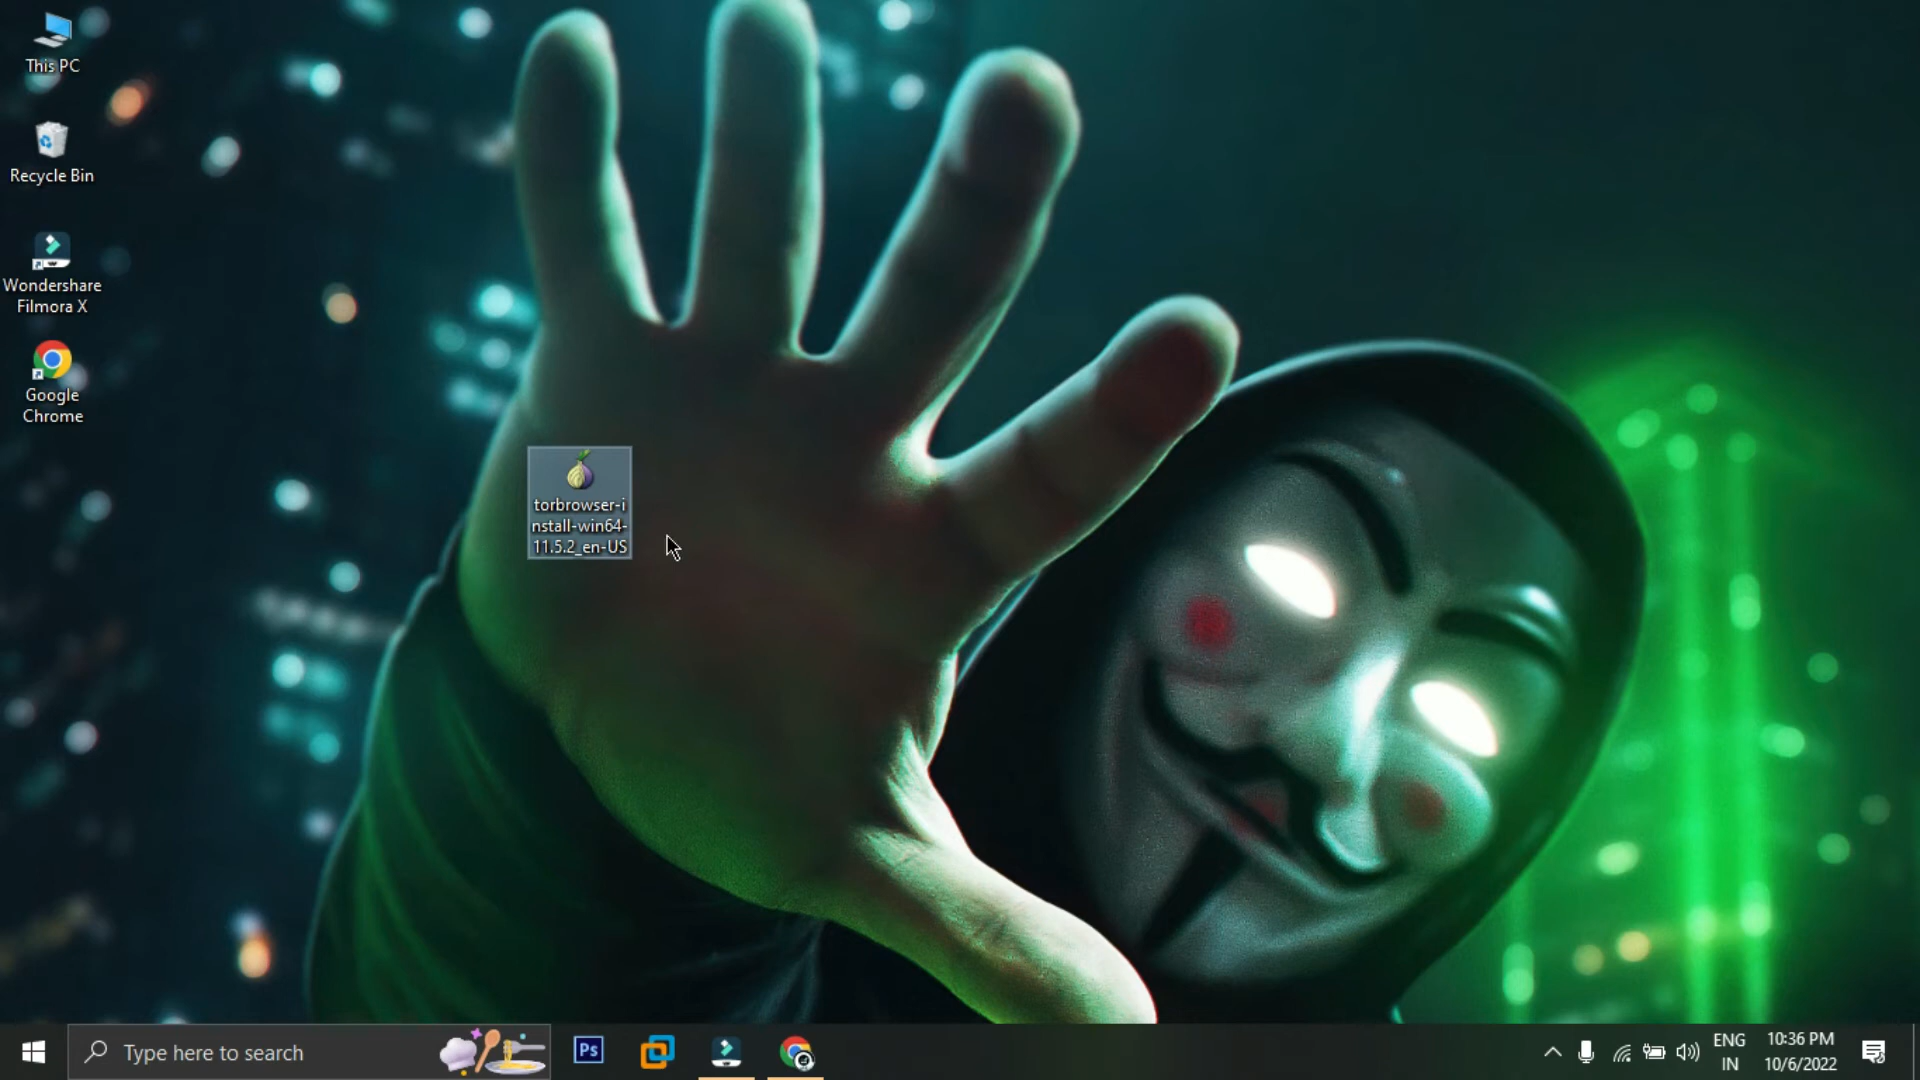 This PC
Recycle Bin
Wondershare
Filmora X
Google
Chrome
torbrowser-i
nstall-win64-
11.5.2_en-US
Type here to search
Ps
ENG
IN
10:36 PM
10/6/2022